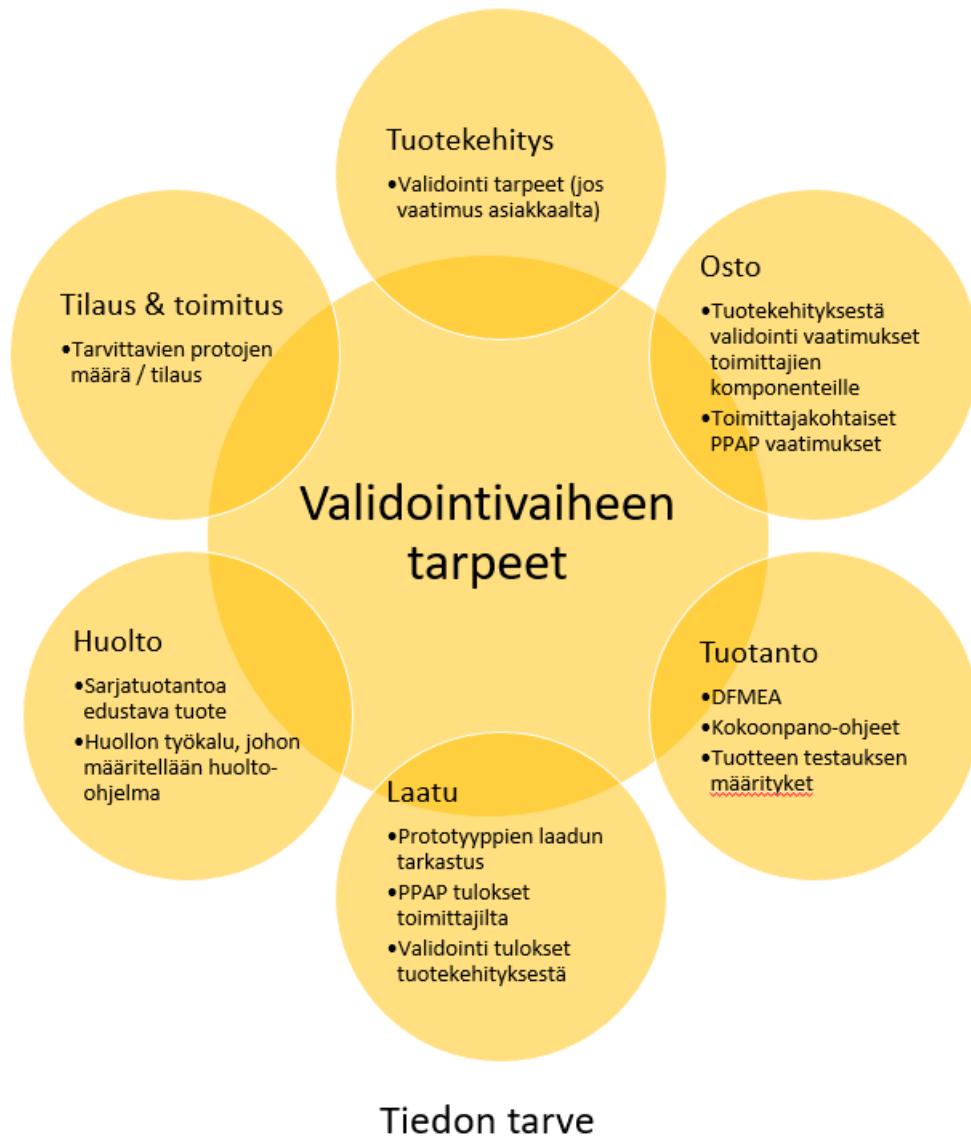 Tuotekehitys
•Validointi tarpeet (jos
vaatimus asiakkaalta)
Osto
•Tuotekehityksestä
validointi vaatimukset
toimittajien
komponenteille
•Toimittajakohtaiset
PPAP vaatimukset
Tilaus & toimitus
•Tarvittavien protojen
määrä / tilaus
Validointivaiheen
tarpeet
Huolto
•Sarjatuotantoa
edustava tuote
•Huollon työkalu, johon
määritellään huolto-
ohjelma
Tuotanto
•DFMEA
•Kokoonpano-ohjeet
•Tuotteen testauksen
määrityket
Laatu
•Prototyyppien laadun
tarkastus
•PPAP tulokset
toimittajilta
•Validointi tulokset
tuotekehityksestä
Tiedon tarve